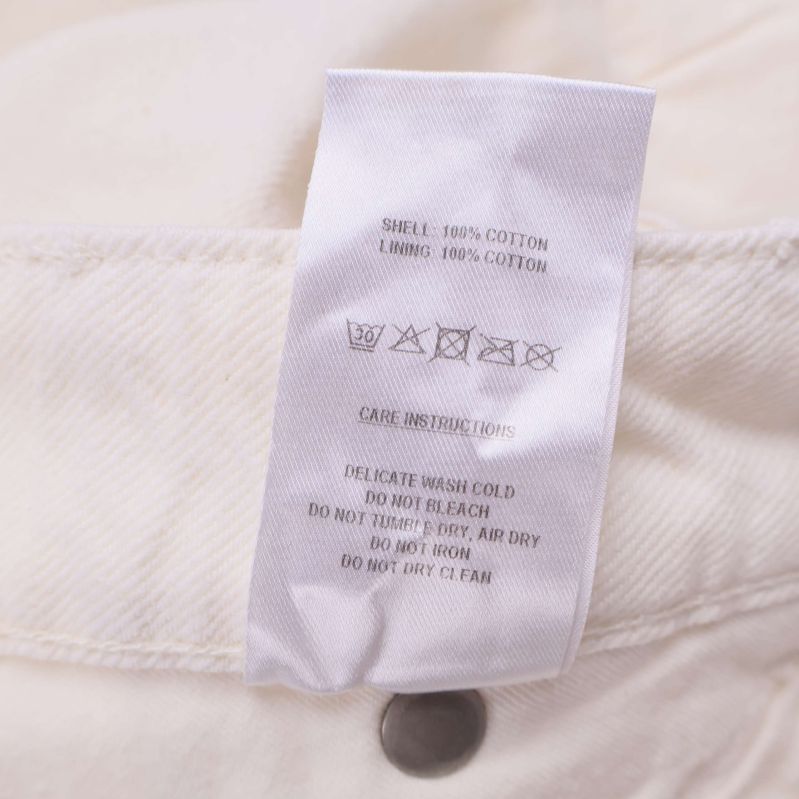 SHELL: 100% COTTON
LINING: 100% COTTON
30
CARE INSTRUCTIONS
DELICATE WASH COLD
DO NOT BLEACH
DO NOT TUMBLE DRY, AIR DRY
DO NOT IRON
DO NOT DRY CLEAN